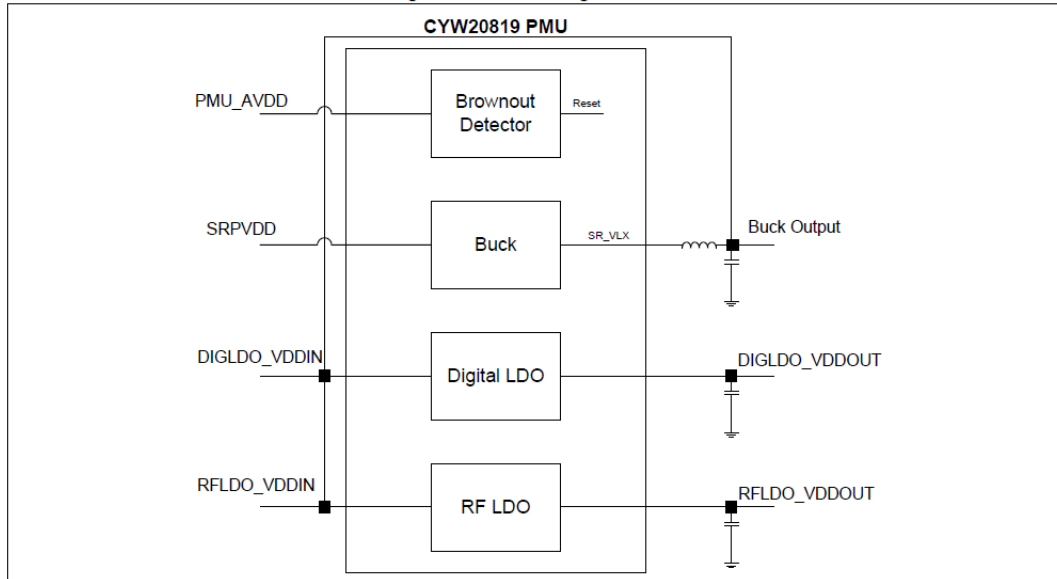 CYW20819 PMU
PMU_AVDD
Brownout
Detector
Reset
SRPVDD
Buck
SR_VLX
Buck Output
DIGLDO_VDDIN
Digital LDO
DIGLDO_VDDOUT
RFLDO_VDDIN
RF LDO
RFLDO_VDDOUT